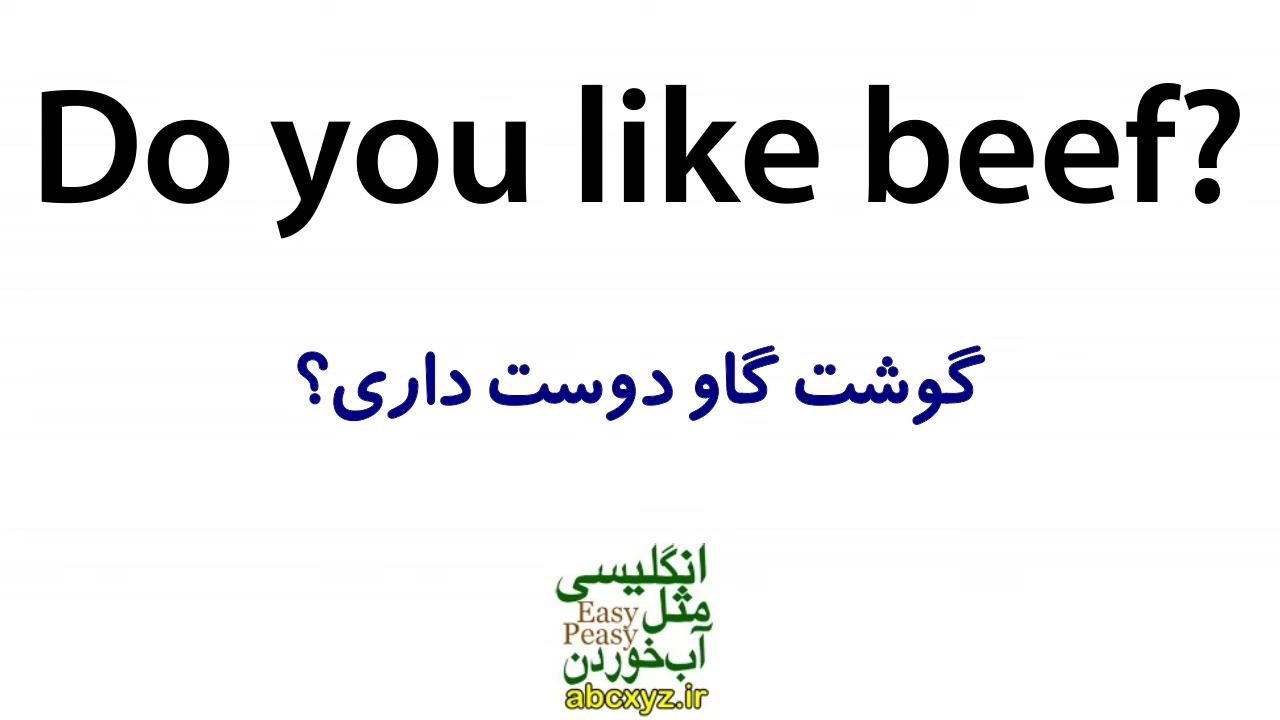 Do you like beef?
گوشت گاو دوست داری؟
انگلیسی
مثل Easy
Peasy
آب خوردن
abcxyz.ir